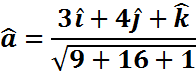 â = (3î + 4ĵ + k̂) / √(9 + 16 + 1)